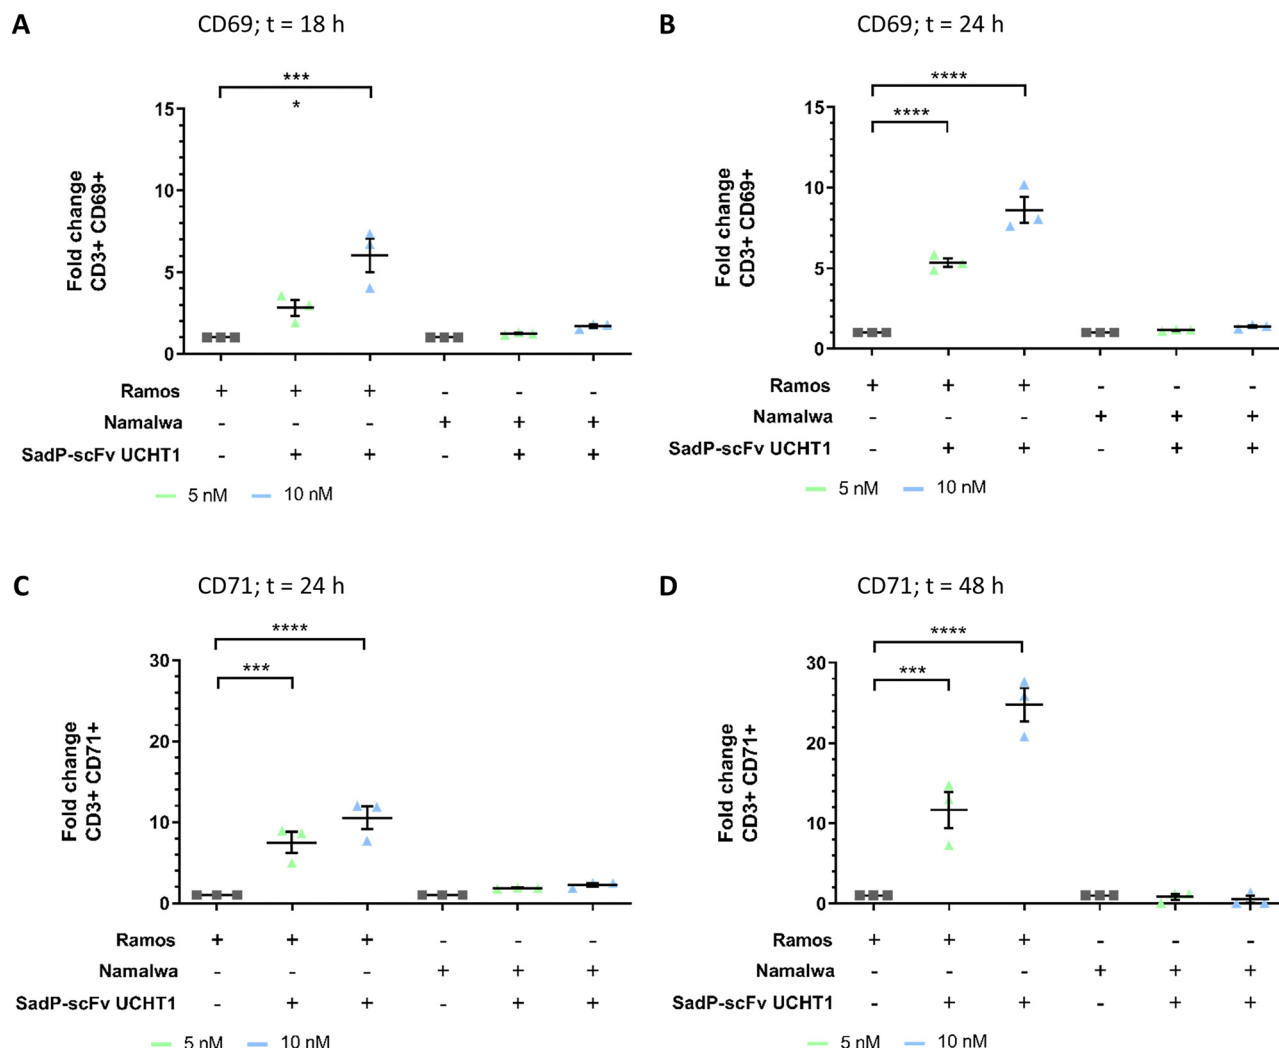 A
CD69; t = 18 h
***
*
15
10
5
0
Fold change
CD3+ CD69+
Ramos + + + - - -
Namalwa - - - + + +
SadP-scFv UCHT1 - + + - + +
5 nM 10 nM
B
CD69; t = 24 h
****
****
15
10
5
0
Fold change
CD3+ CD69+
Ramos + + + - - -
Namalwa - - - + + +
SadP-scFv UCHT1 - + + - + +
5 nM 10 nM
C
CD71; t = 24 h
****
***
30
20
10
0
Fold change
CD3+ CD71+
Ramos + + + - - -
Namalwa - - - + + +
SadP-scFv UCHT1 - + + - + +
5 nM 10 nM
D
CD71; t = 48 h
****
***
30
20
10
0
Fold change
CD3+ CD71+
Ramos + + + - - -
Namalwa - - - + + +
SadP-scFv UCHT1 - + + - + +
5 nM 10 nM